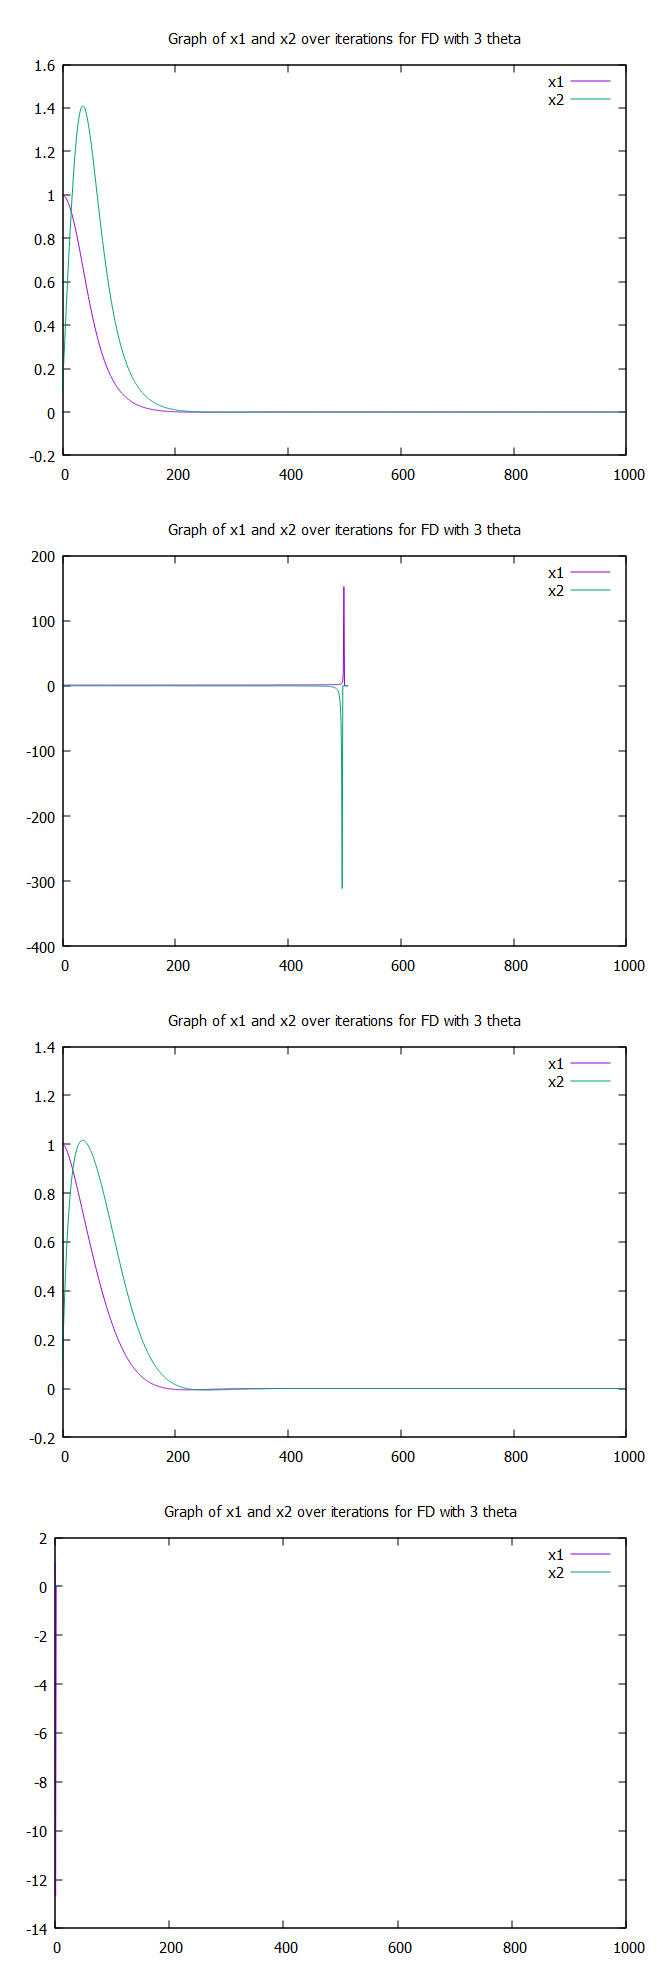 Graph of x1 and x2 over iterations for FD with 3 theta
1.6
x1
x2
1.4
1.2
1
0.8
0.6
0.4
0.2
0
-0.2
0 200 400 600 800 1000
Graph of x1 and x2 over iterations for FD with 3 theta
200
x1
x2
100
0
-100
-200
-300
-400
0 200 400 600 800 1000
Graph of x1 and x2 over iterations for FD with 3 theta
1.4
x1
x2
1.2
1
0.8
0.6
0.4
0.2
0
-0.2
0 200 400 600 800 1000
Graph of x1 and x2 over iterations for FD with 3 theta
2
x1
x2
0
-2
-4
-6
-8
-10
-12
-14
0 200 400 600 800 1000